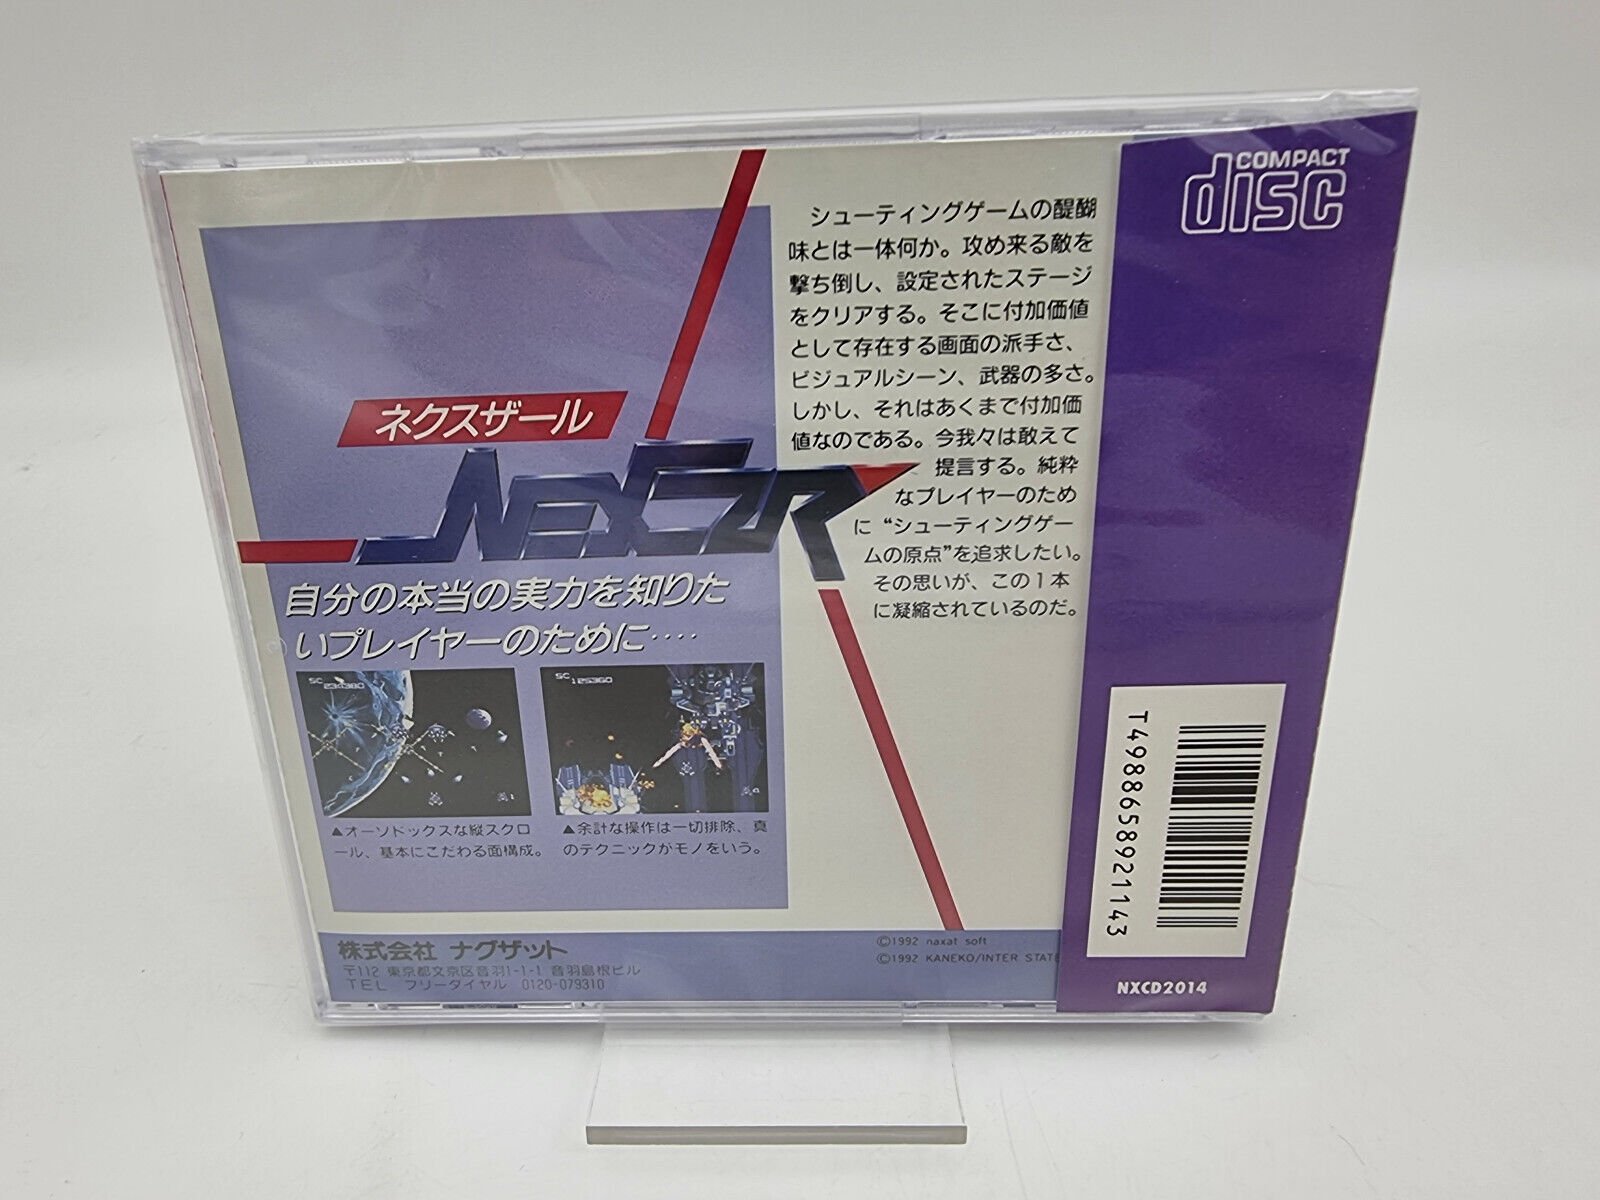 シューティングゲームの醍醐
味とは一体何か。攻め来る敵を
撃ち倒し、設定されたステージ
をクリアする。そこに付加価値
として存在する画面の派手さ、
ビジュアルシーン、武器の多さ。
しかし、それはあくまで付加価
値なのである。今我々は敢えて
提言する。純粋
なプレイヤーのため
に“シューティングゲー
ムの原点”を追求したい。
その思いが、この1本
に凝縮されているのだ。
ネクスザール
NEXZR
自分の本当の実力を知りた
いプレイヤーのために‥‥
SC
234380
1
SC
125360
4
▲オーソドックスな縦スクロ
ール、基本にこだわる面構成。
▲余計な操作は一切排除、真
のテクニックがモノをいう。
株式会社 ナグザット
〒112 東京都文京区音羽1-1-1 音羽島根ビル
TEL フリーダイヤル 0120-079310
©1992 naxat soft
©1992 KANEKO/INTER STATE
COMPACT
disc
T4988658921143
NXCD2014